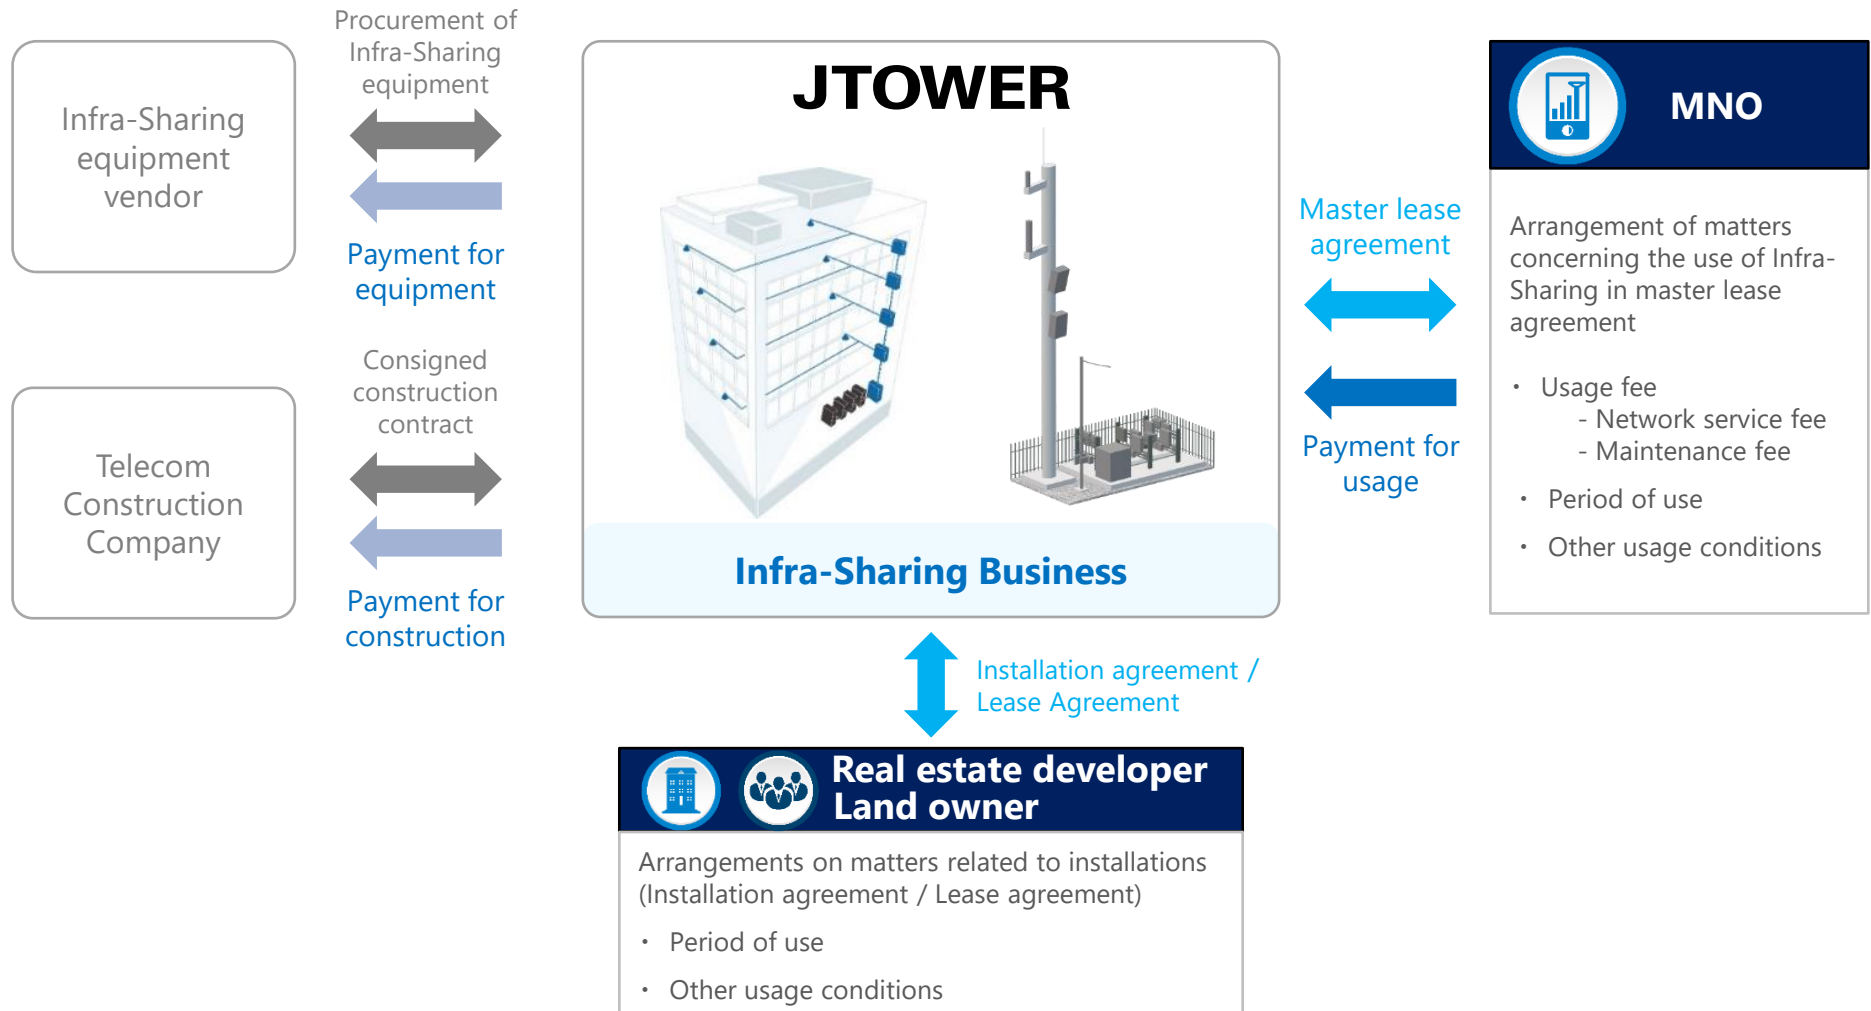 Procurement of
Infra-Sharing
equipment
Infra-Sharing
equipment
vendor
Payment for
equipment
Consigned
construction
contract
Telecom
Construction
Company
Payment for
construction
JTOWER
Infra-Sharing Business
Master lease
agreement
Payment for
usage
MNO
Arrangement of matters
concerning the use of Infra-
Sharing in master lease
agreement
・ Usage fee
- Network service fee
- Maintenance fee
・ Period of use
・ Other usage conditions
Installation agreement /
Lease Agreement
Real estate developer
Land owner
Arrangements on matters related to installations
(Installation agreement / Lease agreement)
・ Period of use
・ Other usage conditions